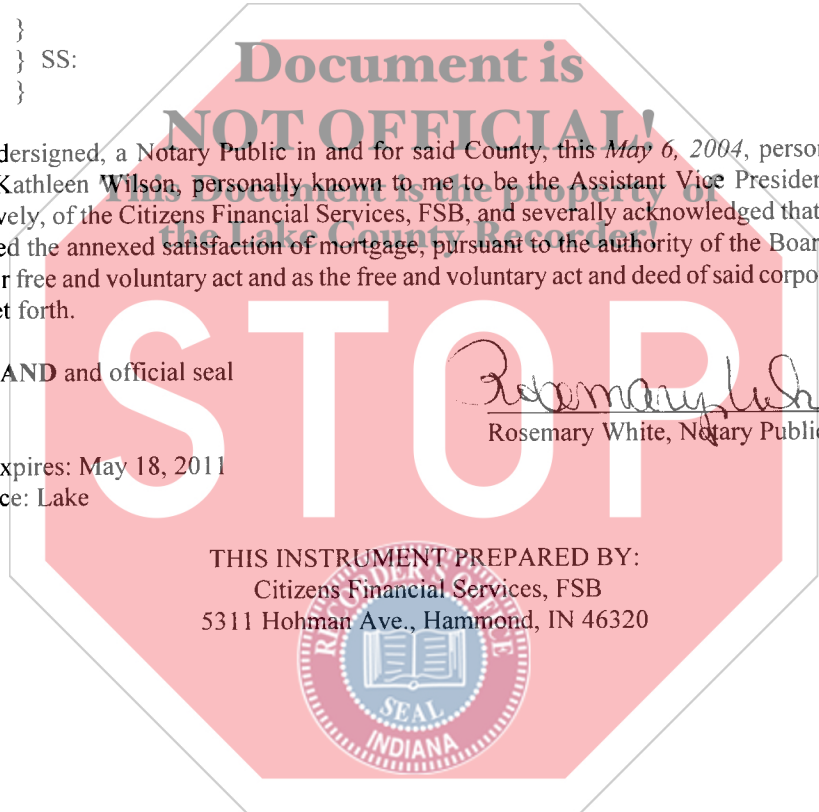 }
} SS:
}
Document is
NOT OFFICIAL!
This Document is the property of
the Lake County Recorder!
dersigned, a Notary Public in and for said County, this May 6, 2004, person
Kathleen Wilson, personally known to me to be the Assistant Vice Presiden
vely, of the Citizens Financial Services, FSB, and severally acknowledged that
ed the annexed satisfaction of mortgage, pursuant to the authority of the Boar
r free and voluntary act and as the free and voluntary act and deed of said corpo
et forth.
STOP
AND and official seal
Rosemary Wh
Rosemary White, Notary Public
xpires: May 18, 2011
ce: Lake
THIS INSTRUMENT PREPARED BY:
Citizens Financial Services, FSB
5311 Hohman Ave., Hammond, IN 46320
RECORDER'S OFFICE
SEAL
INDIANA